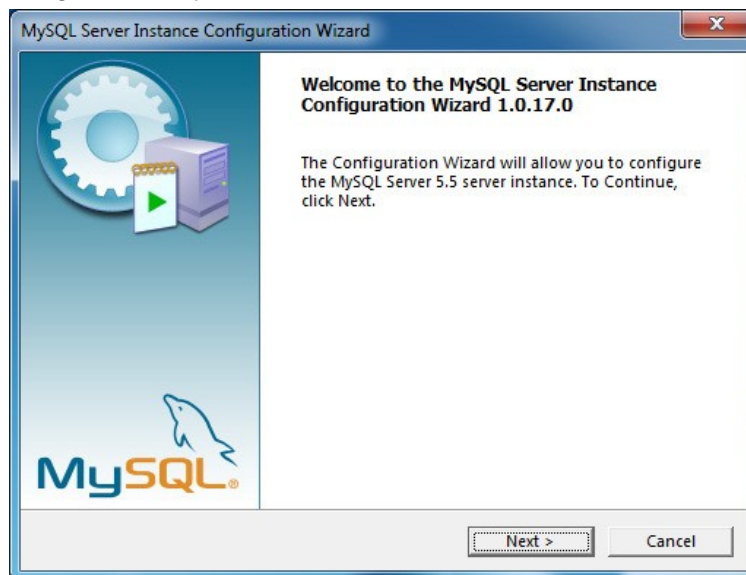 MySQL Server Instance Configuration Wizard
X
Welcome to the MySQL Server Instance
Configuration Wizard 1.0.17.0
The Configuration Wizard will allow you to configure
the MySQL Server 5.5 server instance. To Continue,
click Next.
MySQL®
Next >
Cancel